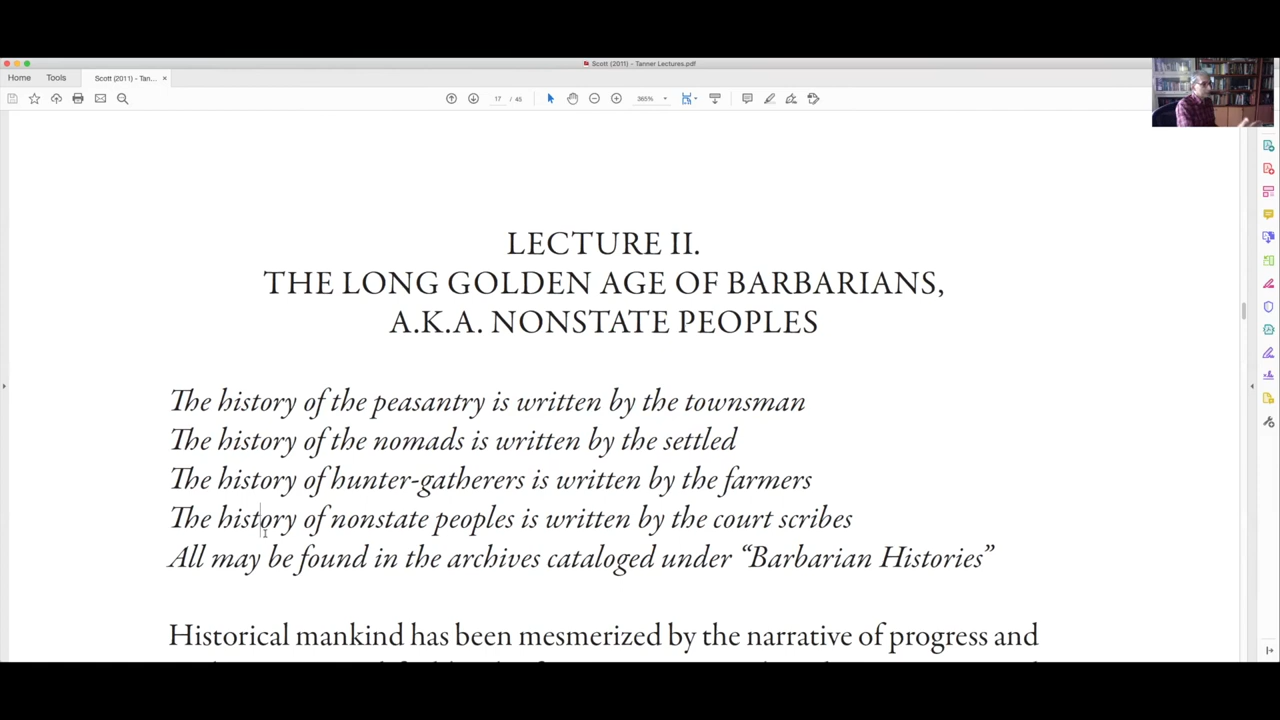 Scott (2011) - Tanner Lectures.pdf
Home Tools Scott (2011) - Tan... ×
17 / 45 365%
LECTURE II.
THE LONG GOLDEN AGE OF BARBARIANS,
A.K.A. NONSTATE PEOPLES
The history of the peasantry is written by the townsman
The history of the nomads is written by the settled
The history of hunter-gatherers is written by the farmers
The history of nonstate peoples is written by the court scribes
All may be found in the archives cataloged under “Barbarian Histories”
Historical mankind has been mesmerized by the narrative of progress and